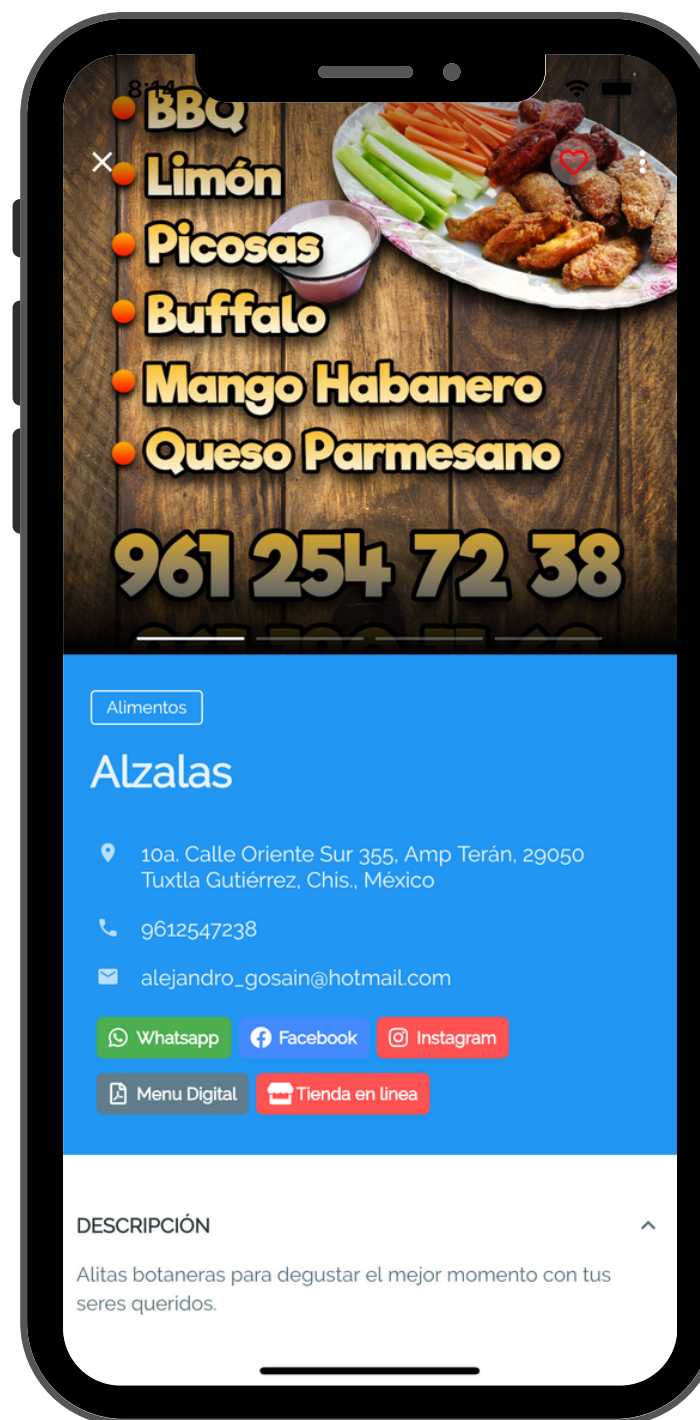 8:14
BBQ
Limón
Picosas
Buffalo
Mango Habanero
Queso Parmesano
961 254 72 38
Alimentos
Alzalas
10a. Calle Oriente Sur 355, Amp Terán, 29050
Tuxtla Gutiérrez, Chis., México
9612547238
alejandro_gosain@hotmail.com
Whatsapp Facebook Instagram
Menu Digital Tienda en linea
DESCRIPCIÓN
Alitas botaneras para degustar el mejor momento con tus
seres queridos.